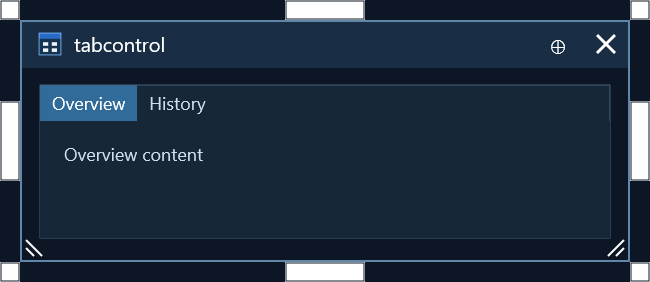 tabcontrol
Overview History
Overview content